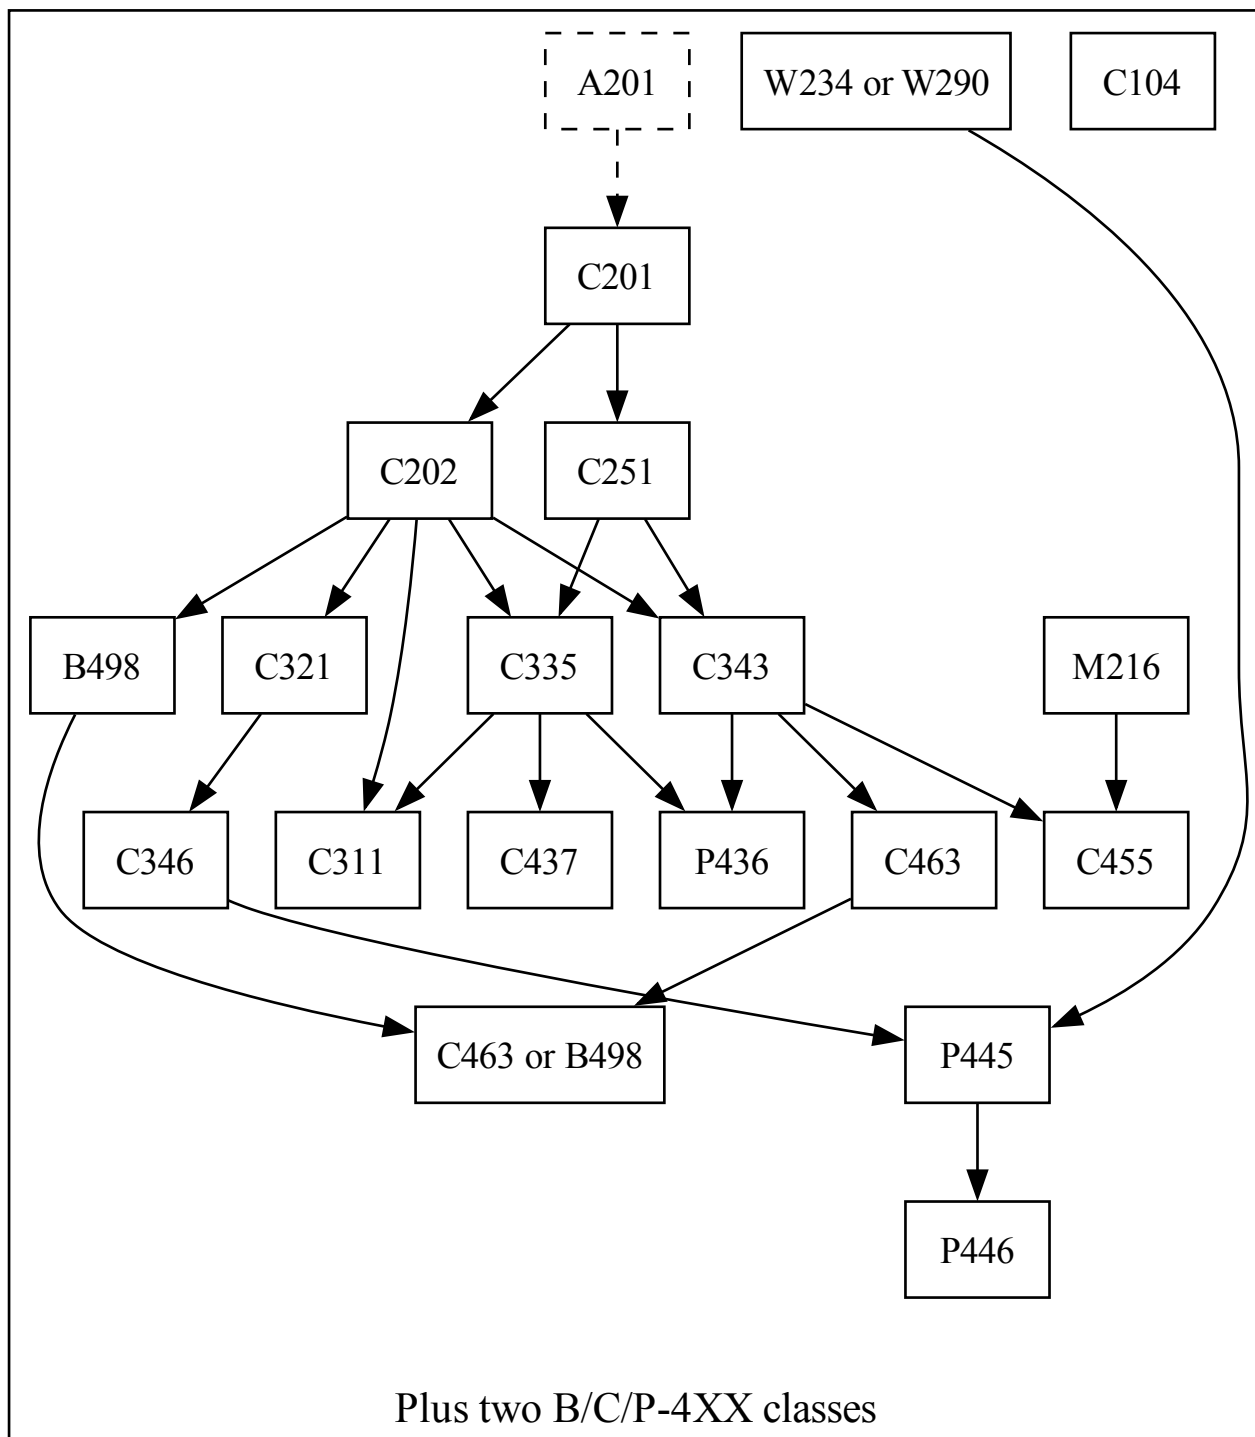 A201
W234 or W290
C104
C201
C202
C251
B498
C321
C335
C343
M216
C346
C311
C437
P436
C463
C455
C463 or B498
P445
P446
Plus two B/C/P-4XX classes